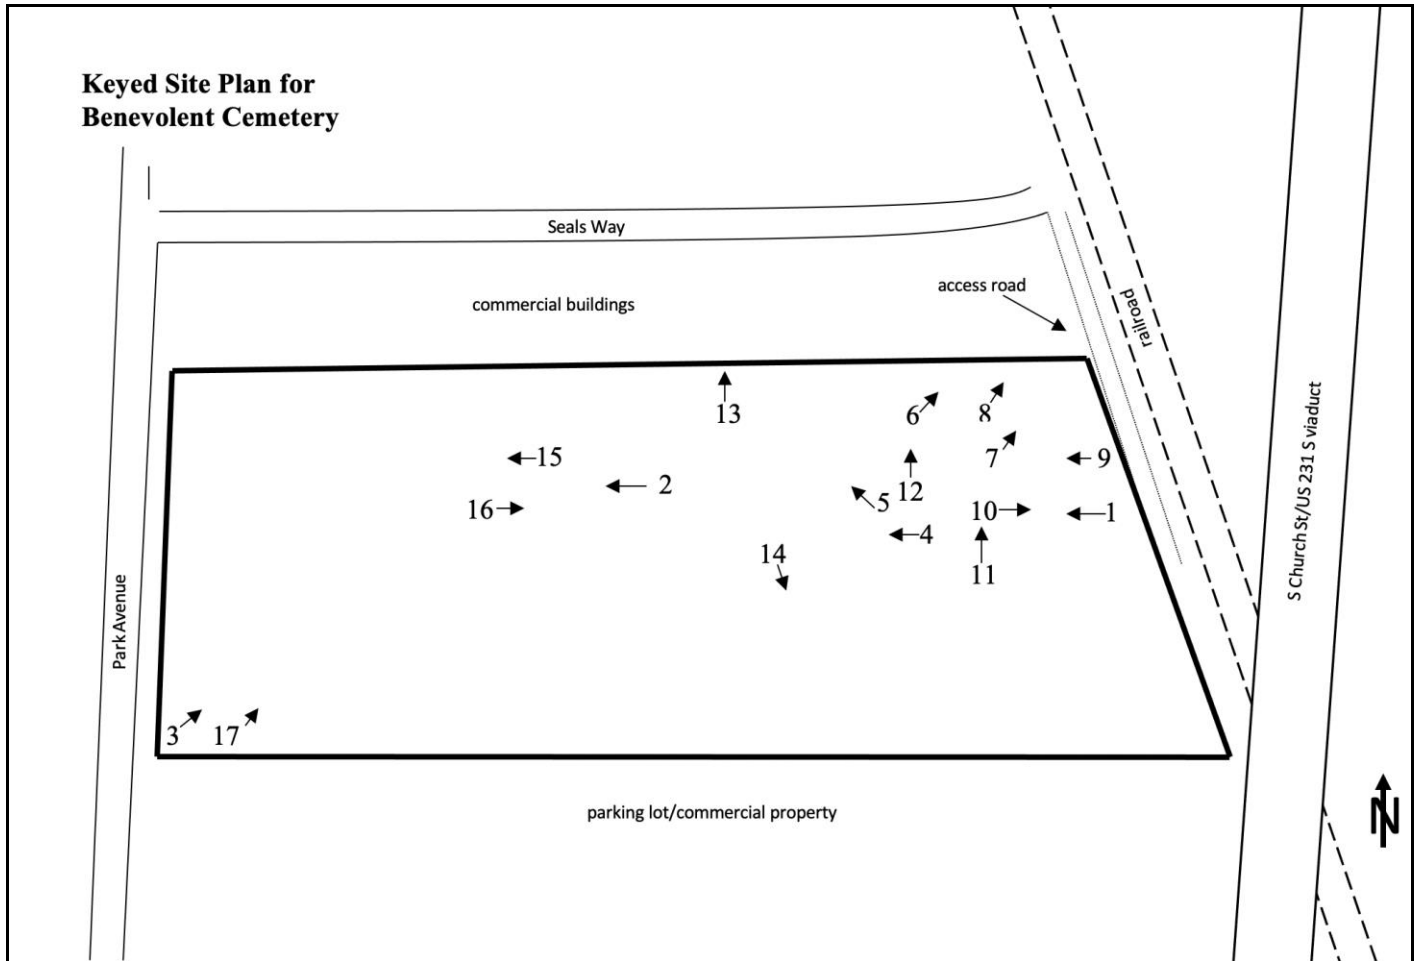 Keyed Site Plan for
Benevolent Cemetery
Seals Way
access road
commercial buildings
railroad
13
6
8
15
7
9
2
12
5
16
10
1
4
14
11
S Church St/US 231 S viaduct
Park Avenue
3
17
parking lot/commercial property
N